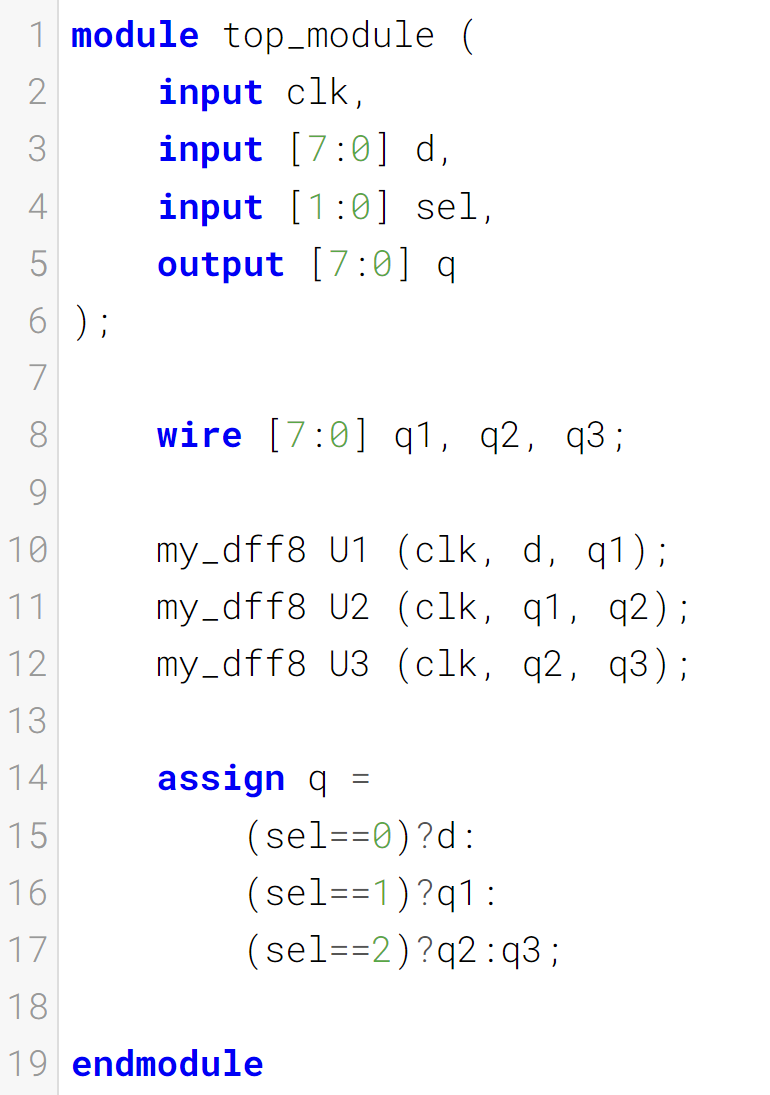 1 module top_module (
2     input clk,
3     input [7:0] d,
4     input [1:0] sel,
5     output [7:0] q
6 );
7
8     wire [7:0] q1, q2, q3;
9
10     my_dff8 U1 (clk, d, q1);
11     my_dff8 U2 (clk, q1, q2);
12     my_dff8 U3 (clk, q2, q3);
13
14     assign q =
15         (sel==0)?d:
16         (sel==1)?q1:
17         (sel==2)?q2:q3;
18
19 endmodule